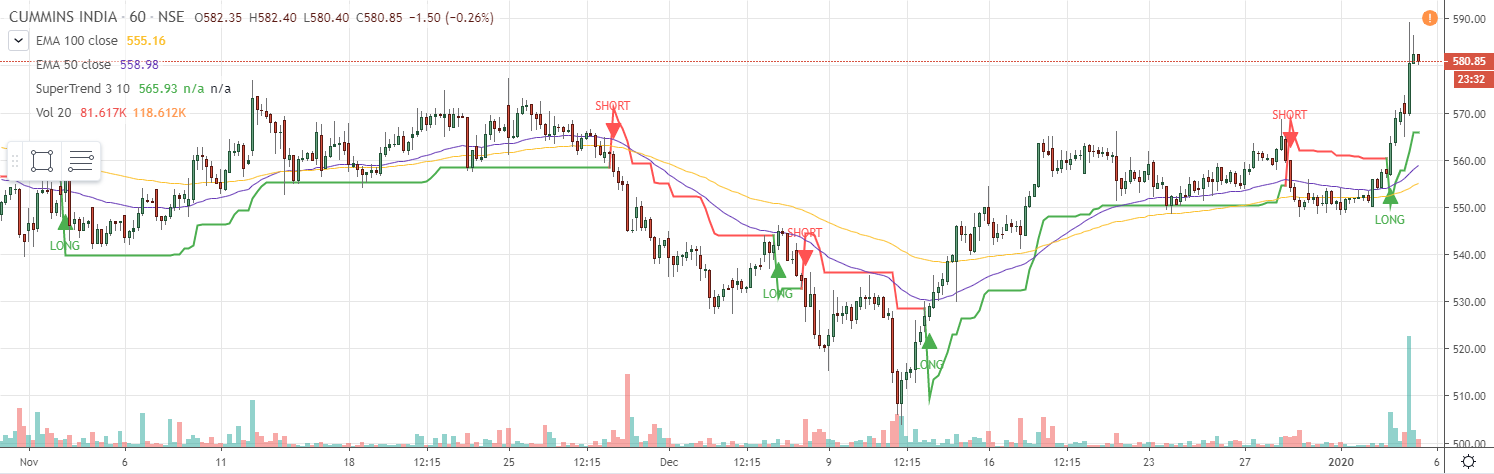 CUMMINS INDIA · 60 · NSE O582.35 H582.40 L580.40 C580.85 −1.50 (−0.26%)
EMA 100 close 555.16
EMA 50 close 558.98
SuperTrend 3 10 565.93 n/a n/a
Vol 20 81.617K 118.612K
590.00
580.85
23:32
570.00
560.00
550.00
540.00
530.00
520.00
510.00
500.00
SHORT
SHORT
SHORT
LONG
LONG
LONG
LONG
Nov 6 11 18 12:15 25 12:15 Dec 12:15 9 12:15 16 12:15 23 27 2020 6